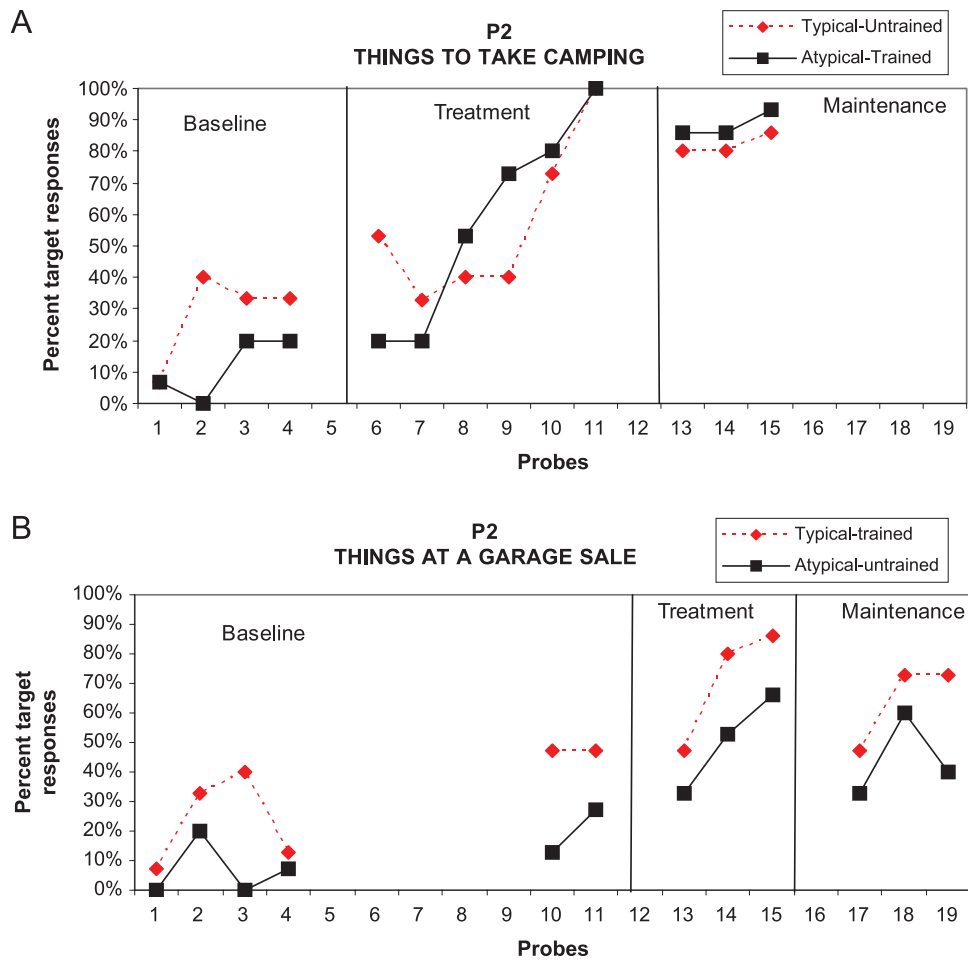 A
P2
THINGS TO TAKE CAMPING
Typical-Untrained
Atypical-Trained
Percent target responses
100%
90%
80%
70%
60%
50%
40%
30%
20%
10%
0%
Baseline
Treatment
Maintenance
1 2 3 4 5 6 7 8 9 10 11 12 13 14 15 16 17 18 19
Probes
B
P2
THINGS AT A GARAGE SALE
Typical-trained
Atypical-untrained
Percent target
responses
100%
90%
80%
70%
60%
50%
40%
30%
20%
10%
0%
Baseline
Treatment
Maintenance
1 2 3 4 5 6 7 8 9 10 11 12 13 14 15 16 17 18 19
Probes